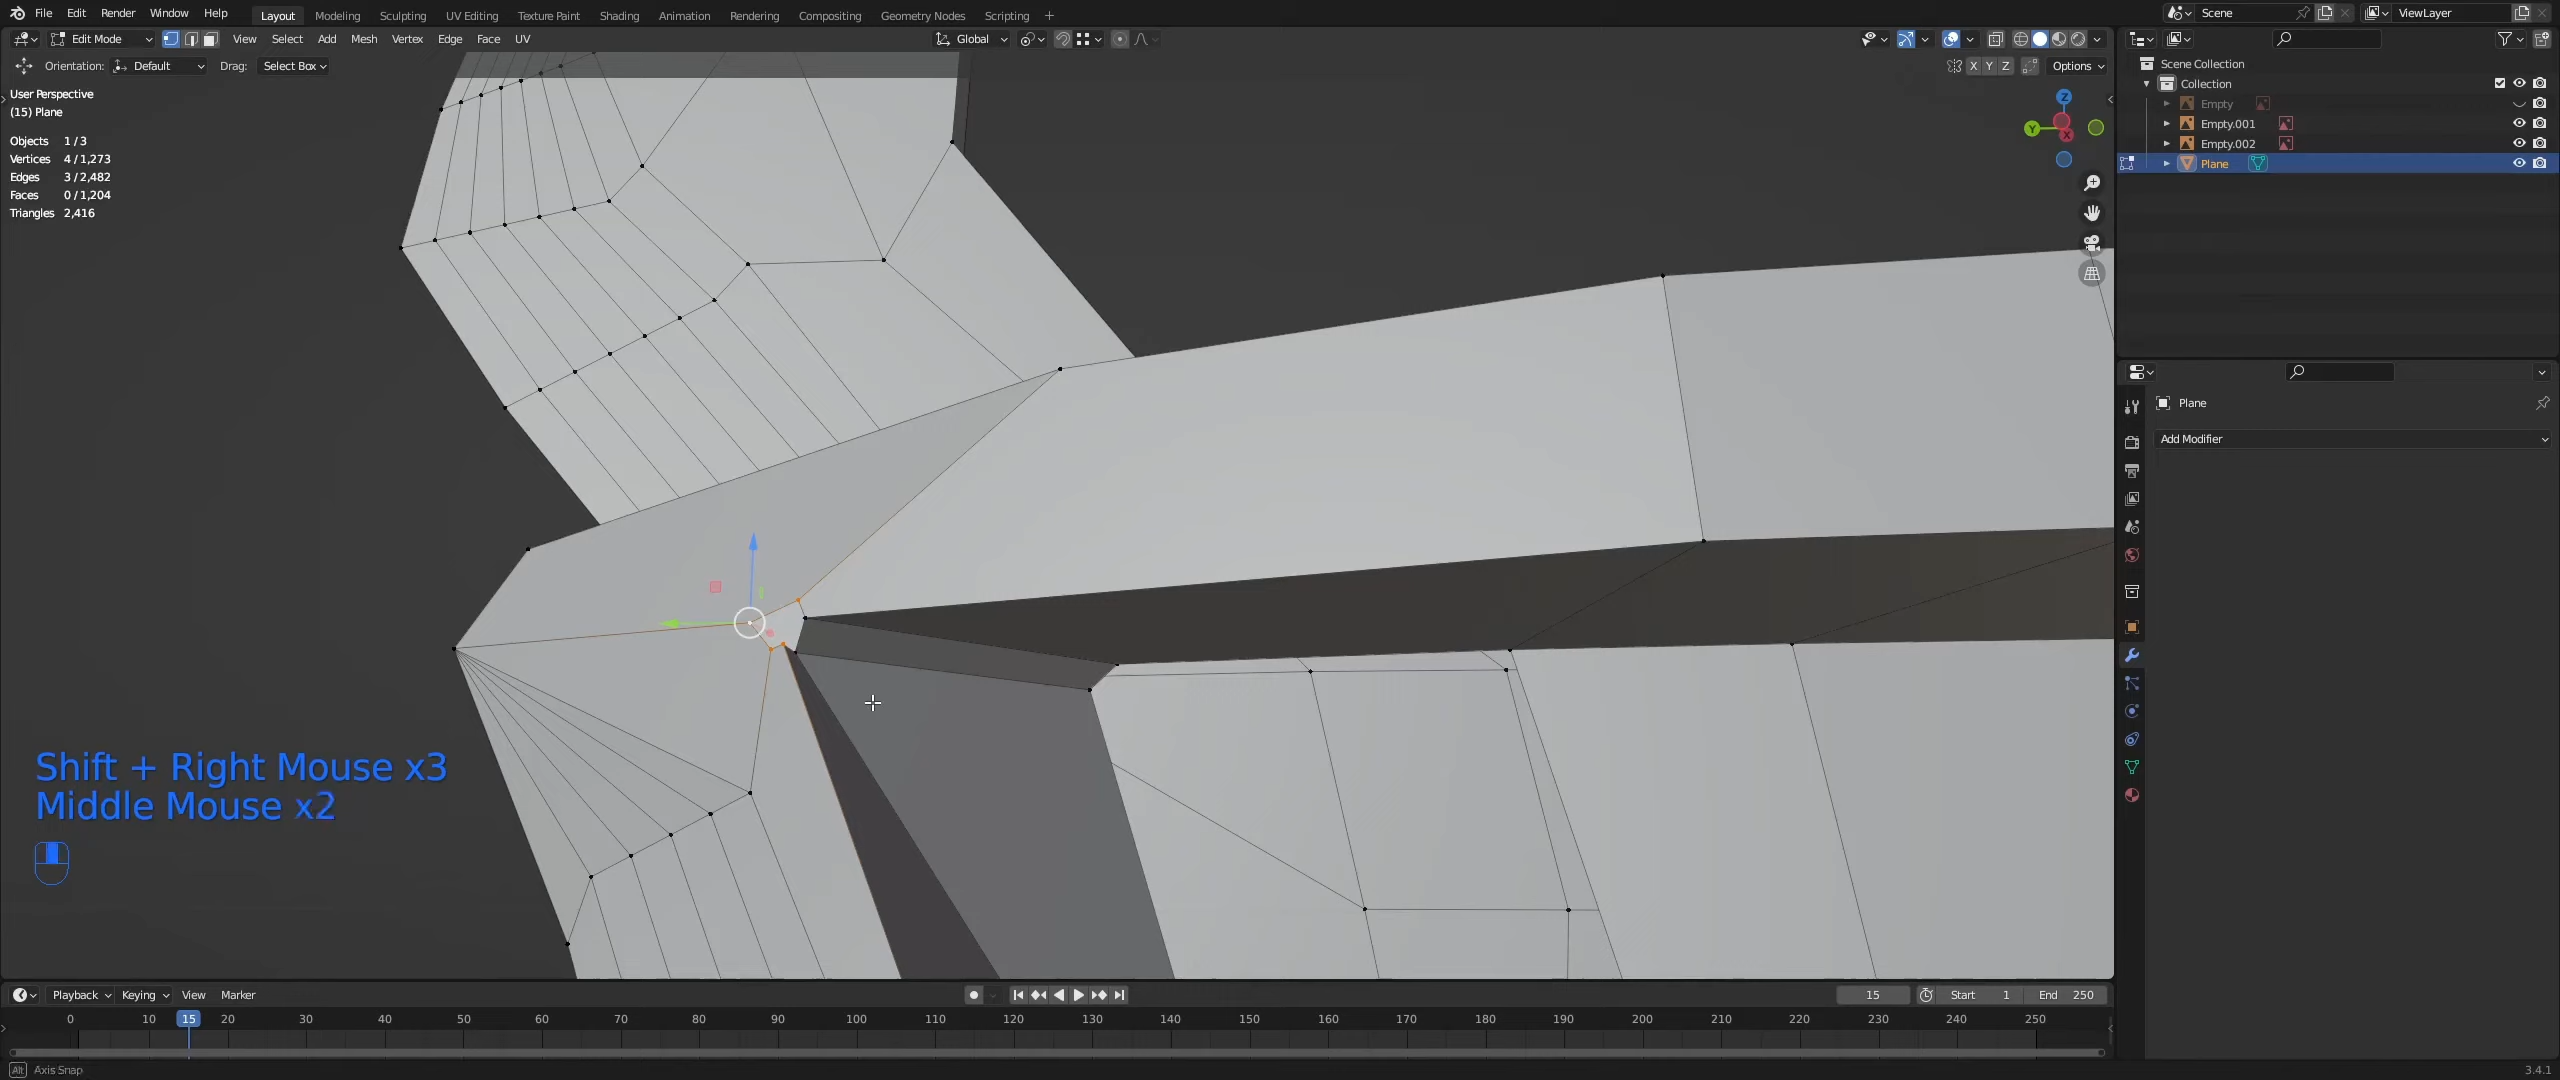 File Edit Render Window Help Layout Modeling Sculpting UV Editing Texture Paint Shading Animation Rendering Compositing Geometry Nodes Scripting + Scene ViewLayer
Edit Mode View Select Add Mesh Vertex Edge Face UV Global
Orientation: Default Drag: Select Box X Y Z Options
User Perspective
(15) Plane
Objects 1 / 3
Vertices 4 / 1,273
Edges 3 / 2,482
Faces 0 / 1,204
Triangles 2,416
Z
Y
X
Scene Collection
Collection
Empty
Empty.001
Empty.002
Plane
Plane
Add Modifier
Shift + Right Mouse x3
Middle Mouse x2
Playback Keying View Marker 15 Start 1 End 250
0 10 15 20 30 40 50 60 70 80 90 100 110 120 130 140 150 160 170 180 190 200 210 220 230 240 250
Alt Axis Snap 3.4.1